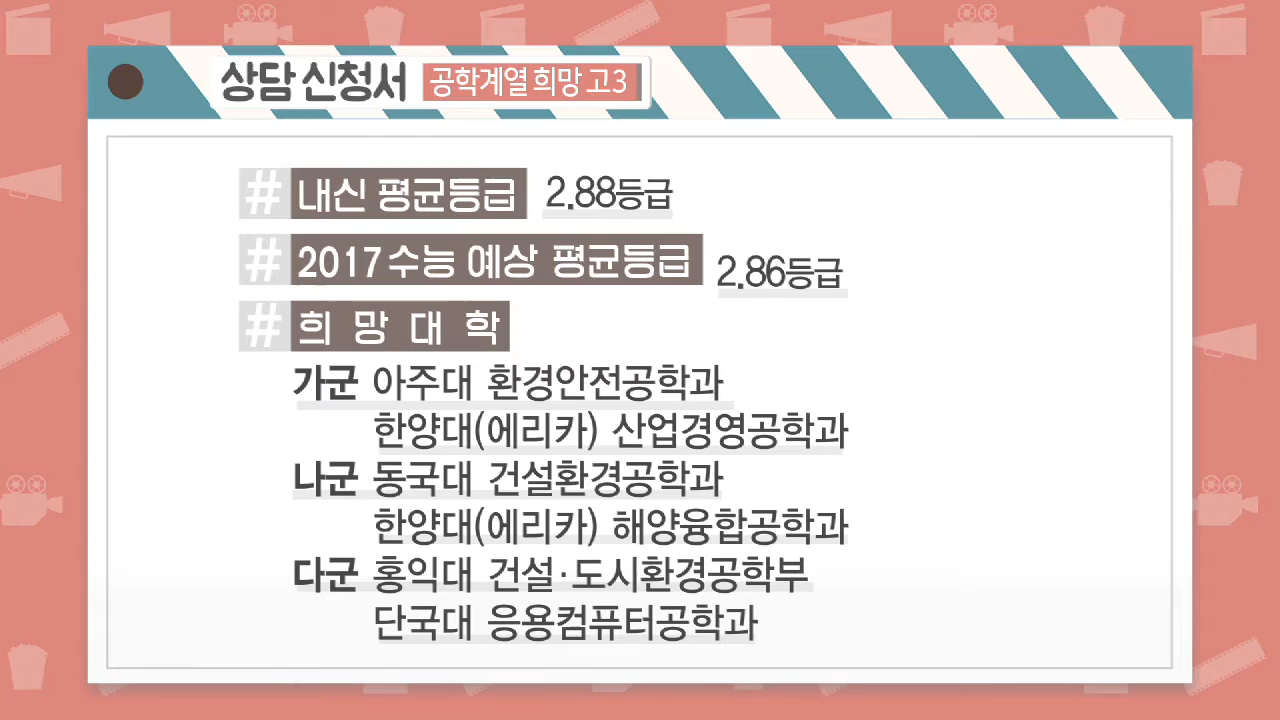 상담 신청서 공학계열 희망 고3
# 내신 평균등급 2.88등급
# 2017 수능 예상 평균등급 2.86등급
# 희 망 대 학
가군 아주대 환경안전공학과
한양대(에리카) 산업경영공학과
나군 동국대 건설환경공학과
한양대(에리카) 해양융합공학과
다군 홍익대 건설·도시환경공학부
단국대 응용컴퓨터공학과